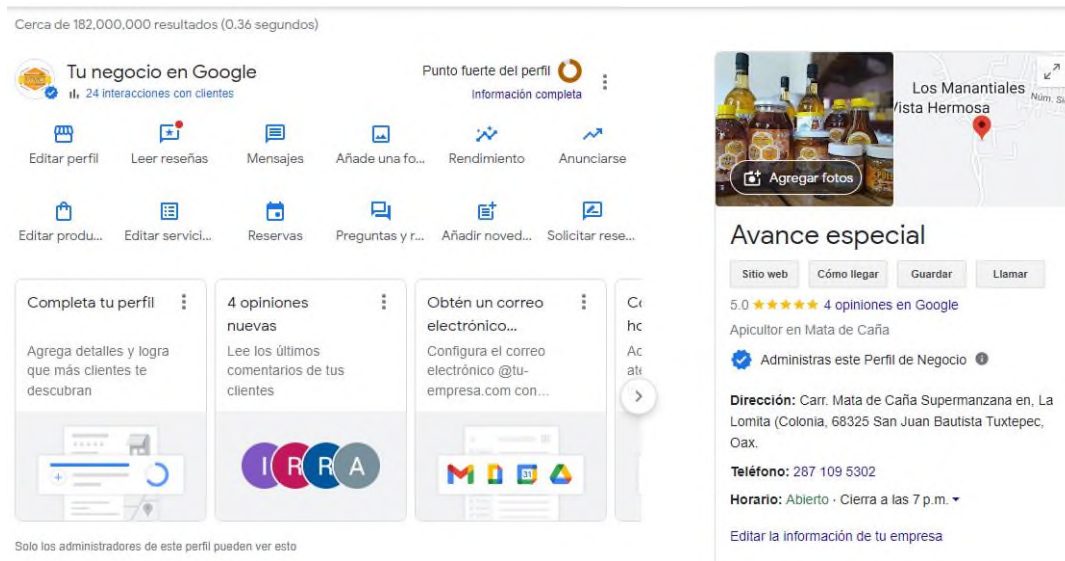 Cerca de 182,000,000 resultados (0.36 segundos)
Tu negocio en Google
24 interacciones con clientes
Punto fuerte del perfil
Información completa
Editar perfil
Leer reseñas
Mensajes
Añade una fo...
Rendimiento
Anunciarse
Editar produ...
Editar servici...
Reservas
Preguntas y r...
Añadir noved...
Solicitar rese...
Completa tu perfil
Agrega detalles y logra
que más clientes te
descubran
4 opiniones
nuevas
Lee los últimos
comentarios de tus
clientes
I R R A
Obtén un correo
electrónico...
Configura el correo
electrónico @tu-
empresa.com con...
31
Solo los administradores de este perfil pueden ver esto
Agregar fotos
Los Manantiales
Vista Hermosa
Avance especial
Sitio web
Cómo llegar
Guardar
Llamar
5.0 ★★★★★ 4 opiniones en Google
Apicultor en Mata de Caña
Administras este Perfil de Negocio
Dirección: Carr. Mata de Caña Supermanzana en, La
Lomita (Colonia, 68325 San Juan Bautista Tuxtepec,
Oax.
Teléfono: 287 109 5302
Horario: Abierto · Cierra a las 7 p.m.
Editar la información de tu empresa